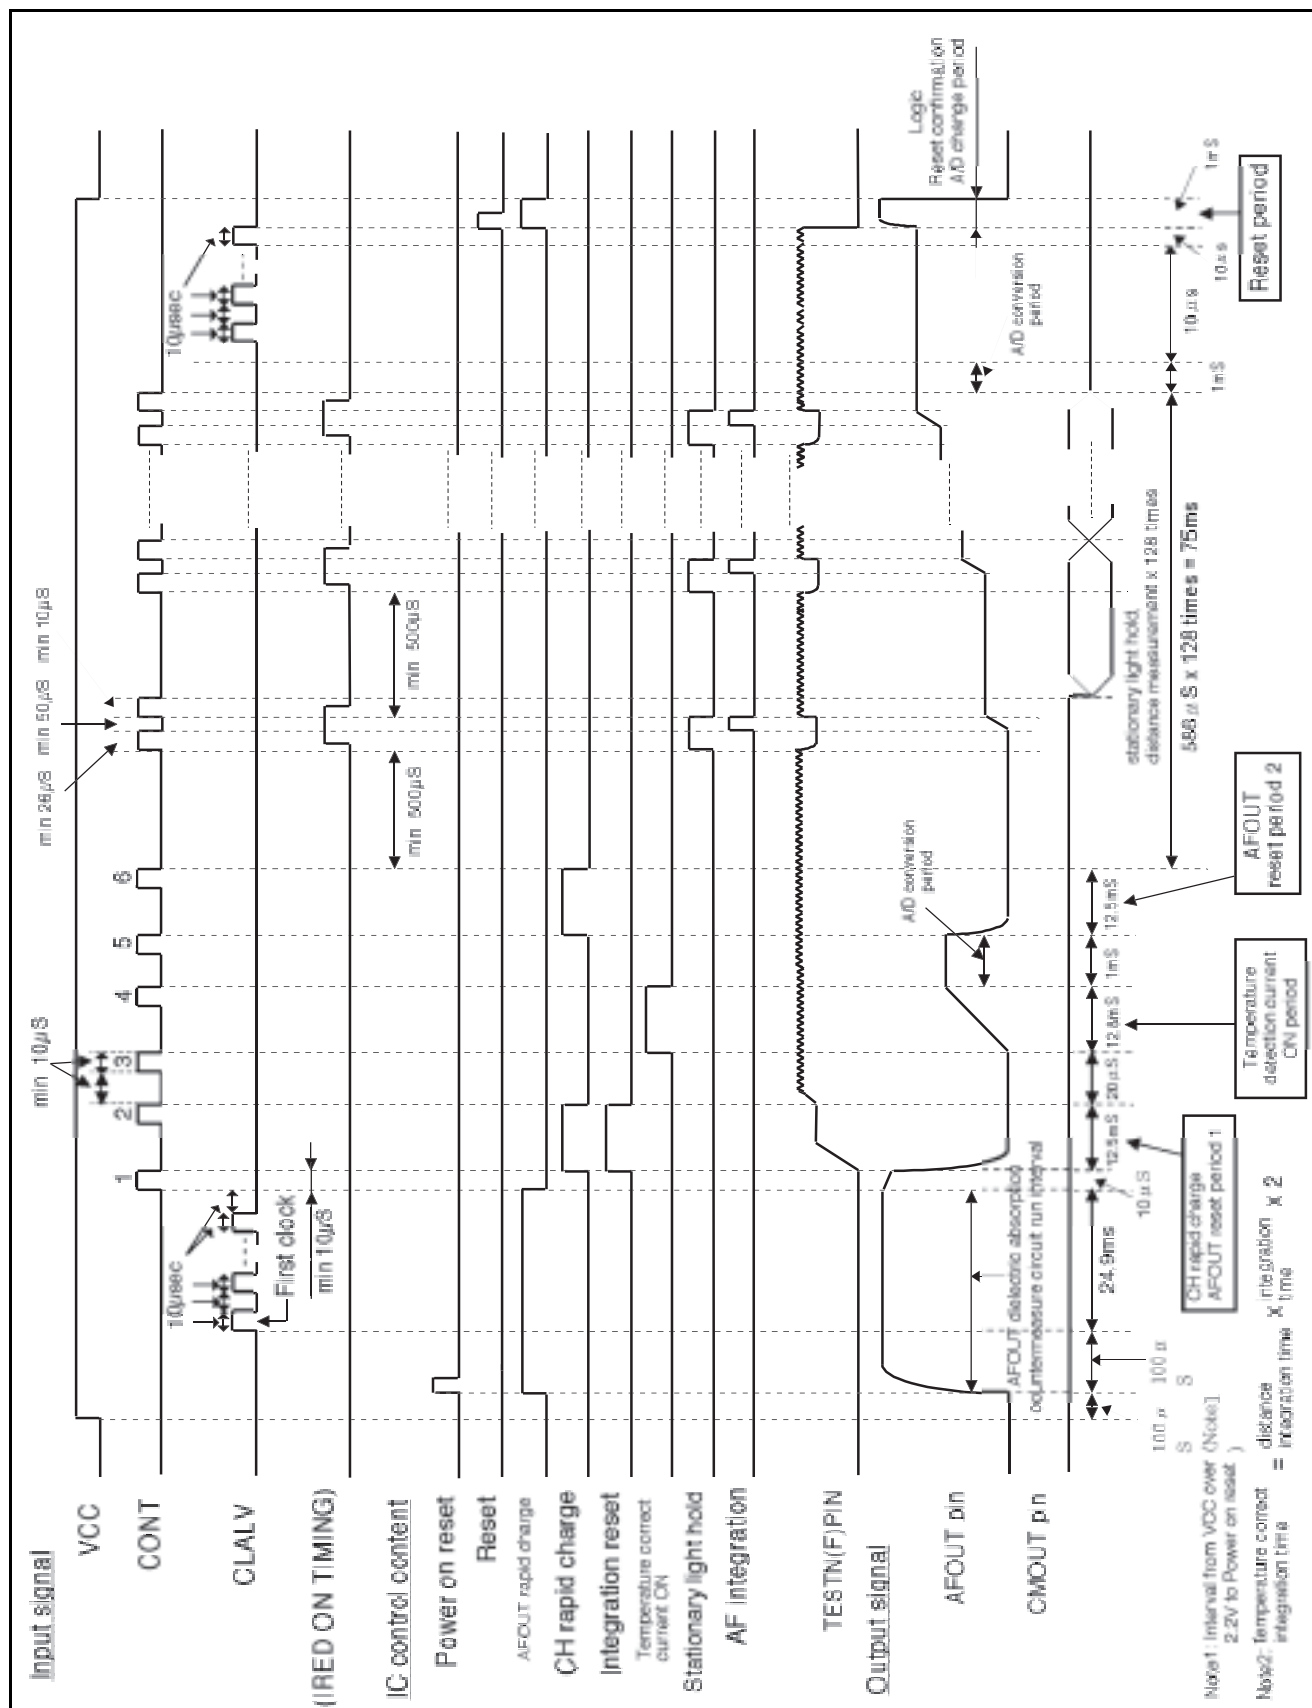 Input signal
VCC
CONT
CLALV
(IRED ON TIMING)
IC control content
Power on reset
Reset
AFOUT rapid charge
CH rapid charge
Integration reset
Temperature correct
current ON
Stationary light hold
AF integration
TESTN(F)PIN
Output signal
AFOUT pin
CMOUT pin
1
2
3
4
5
6
min 10μS
min 26μS
min 50μS
min 10μS
10μsec
First clock
min 10μS
10μsec
min 500μS
min 500μS
A/D conversion
period
A/D conversion
period
Logic
Reset confirmation
A/D change period
AFOUT dielectric absorption
countermeasure circuit run interval
stationary light hold,
distance measurement x 128 times
588μS x 128 times = 75ms
100μ
S
100μ
S
24.9ms
10μS
12.5mS
20μS
12.8mS
1mS
12.5mS
1mS
10μs
10μs
1mS
CH rapid charge
AFOUT reset period 1
Temperature
detection current
ON period
AFOUT
reset period 2
Reset period
Note1: Interval from VCC over (Note)
2.2V to Power on reset )
Note2: Temperature correct = distance x integration x 2
integration time integration time time